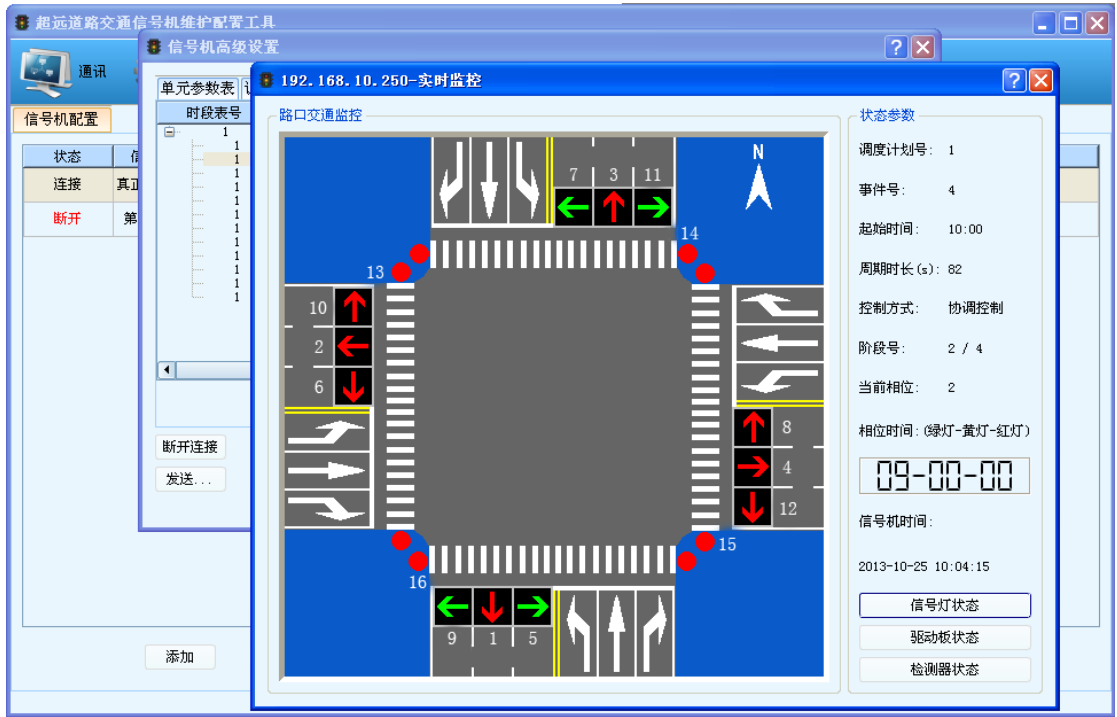 超远道路交通信号机维护配置工具
信号机高级设置
192.168.10.250-实时监控
通讯
单元参数表
时段表号
1
1
1
1
1
1
1
1
1
1
1
1
1
信号机配置
状态
连接
真正
断开
第
断开连接
发送...
添加
路口交通监控
N
7 3 11
14
13
10
2
6
8
4
12
15
16
9 1 5
状态参数
调度计划号: 1
事件号: 4
起始时间: 10:00
周期时长(s): 82
控制方式: 协调控制
阶段号: 2 / 4
当前相位: 2
相位时间:(绿灯-黄灯-红灯)
09-00-00
信号机时间:
2013-10-25 10:04:15
信号灯状态
驱动板状态
检测器状态